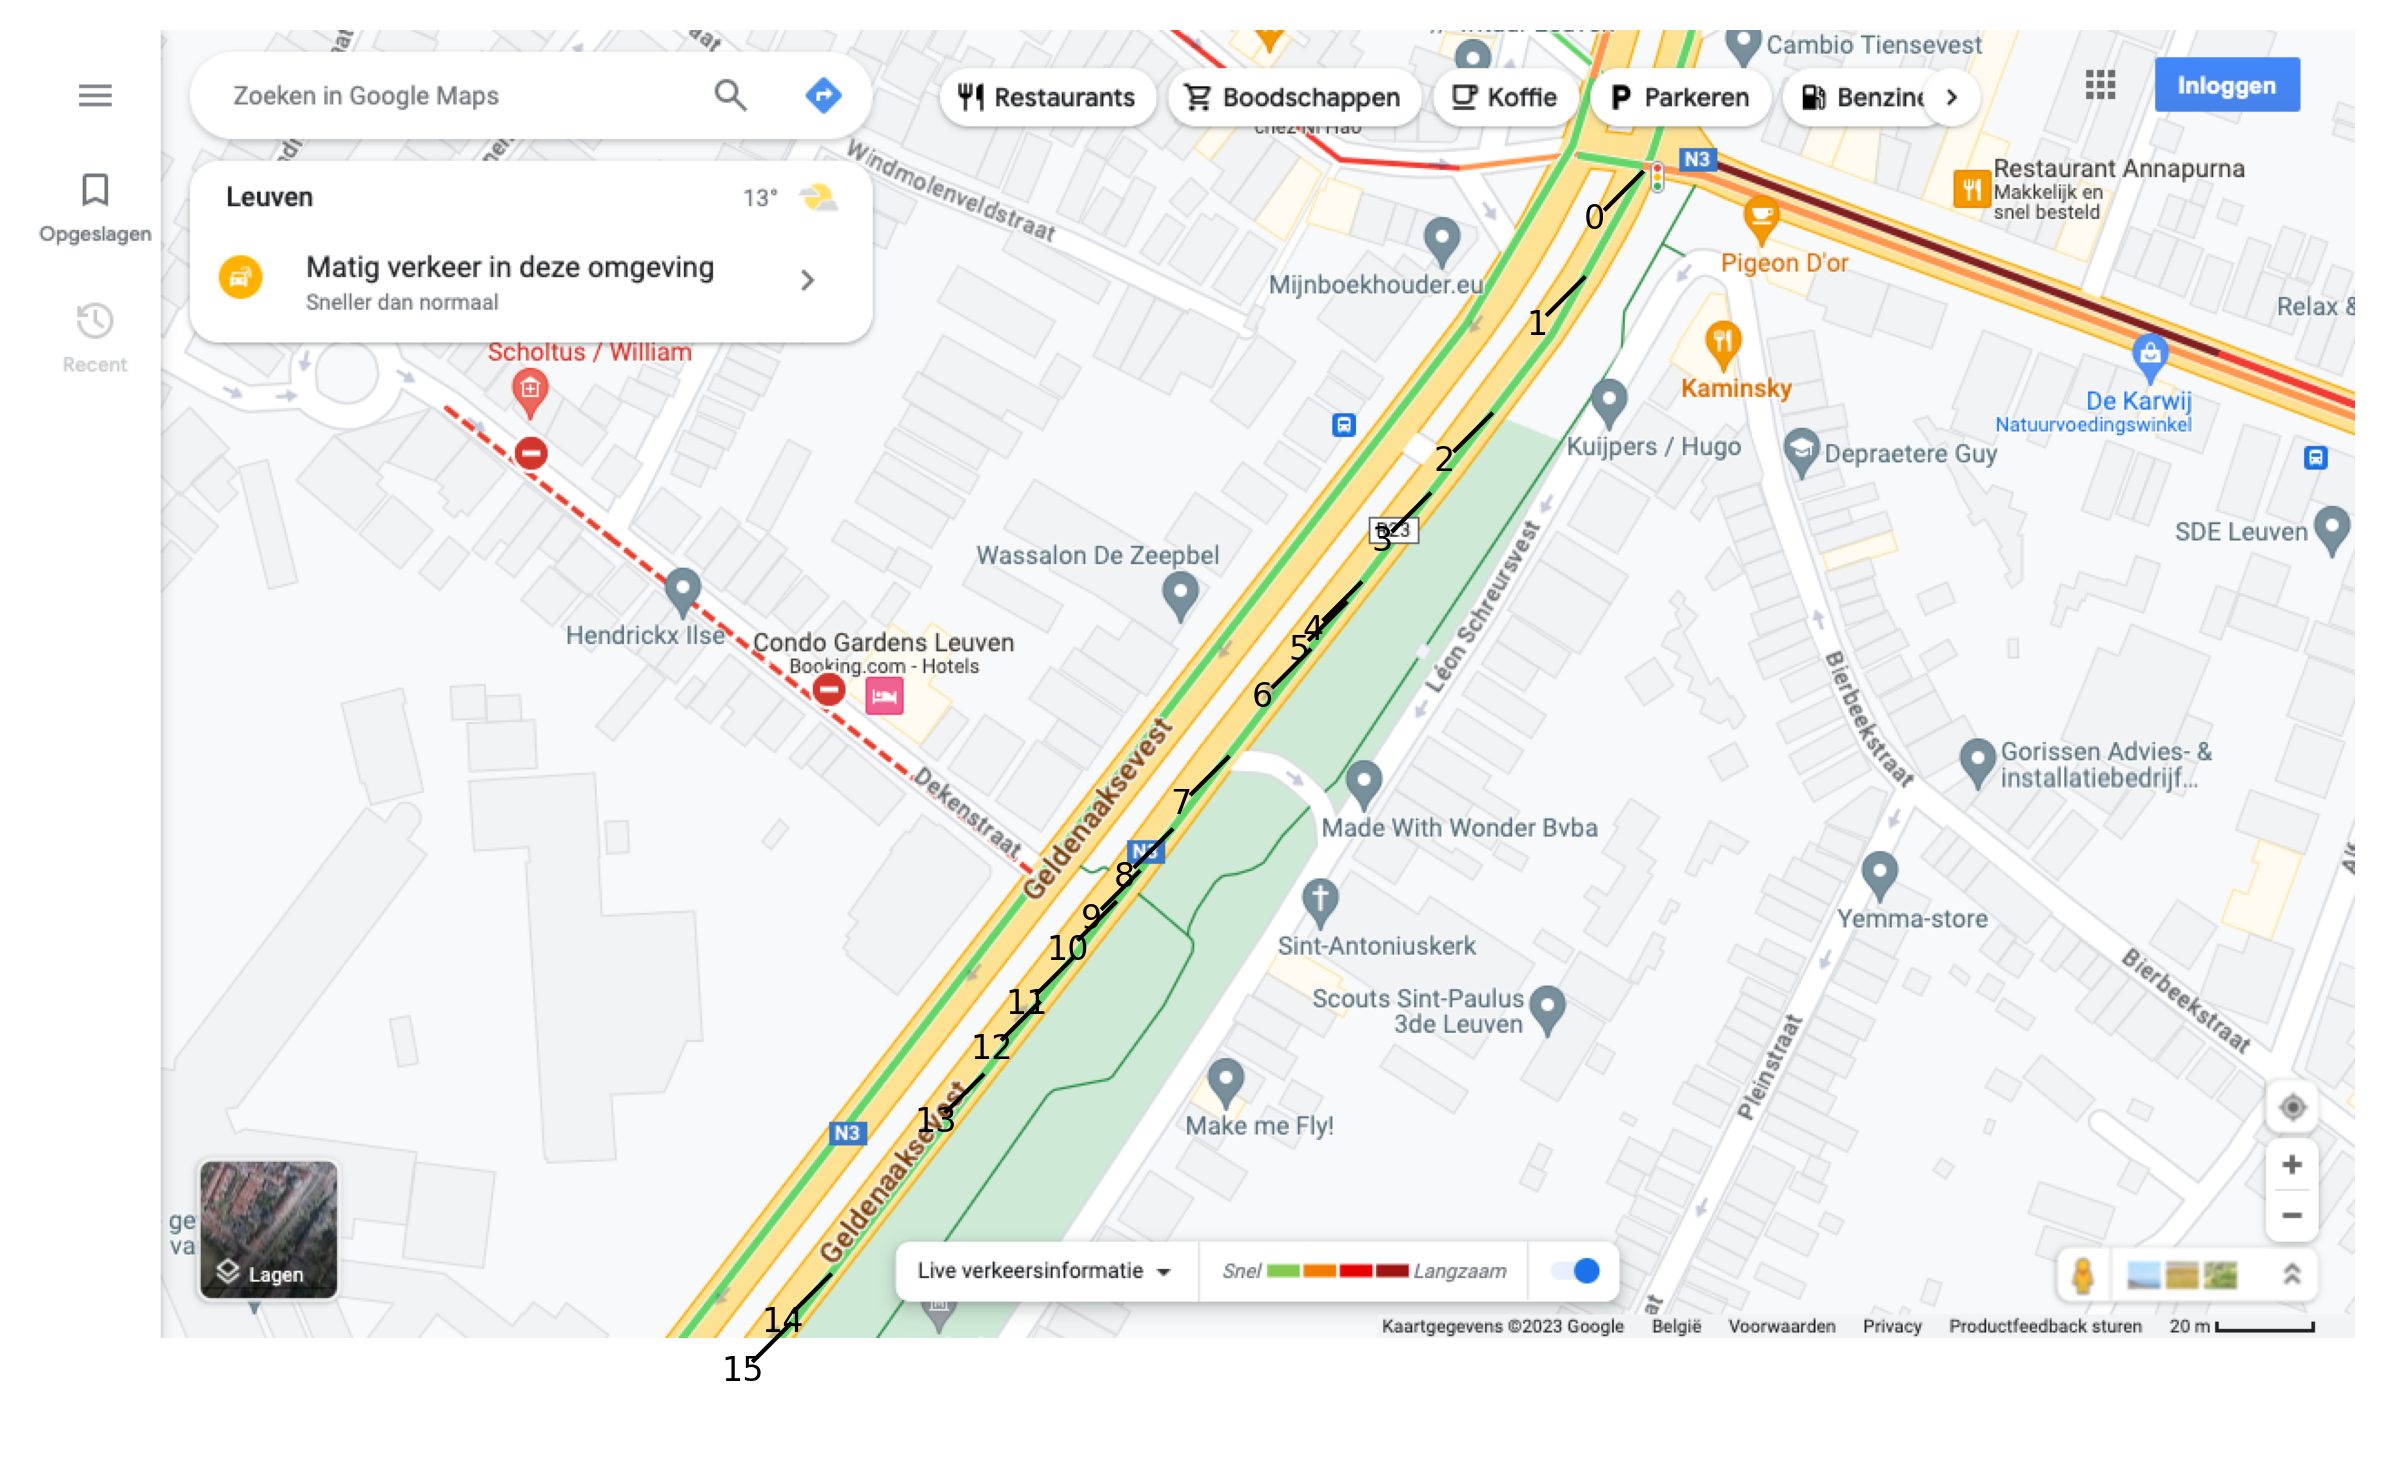 Zoeken in Google Maps
Restaurants
Boodschappen
Koffie
Parkeren
Benzine
Inloggen
Cambio Tiensevest
chez Ni Hao
Opgeslagen
Recent
Leuven
13°
Matig verkeer in deze omgeving
Sneller dan normaal
Windmolenveldstraat
N3
Restaurant Annapurna
Makkelijk en
snel besteld
0
Pigeon D'or
Mijnboekhouder.eu
Relax &
1
Scholtus / William
Kaminsky
De Karwij
Natuurvoedingswinkel
Kuijpers / Hugo
Depraetere Guy
2
3
SDE Leuven
Wassalon De Zeepbel
Léon Schreursvest
Hendrickx Ilse
Condo Gardens Leuven
Booking.com - Hotels
4
5
6
Bierbeekstraat
Geldenaaksevest
Dekenstraat
Gorissen Advies- &
installatiebedrijf...
7
Made With Wonder Bvba
N3
8
9
10
Yemma-store
Sint-Antoniuskerk
Bierbeekstraat
11
Scouts Sint-Paulus
3de Leuven
12
Pleinstraat
13
N3
Make me Fly!
Geldenaaksevest
ge
va
Lagen
Live verkeersinformatie
Snel
Langzaam
14
15
at
Kaartgegevens ©2023 Google
België
Voorwaarden
Privacy
Productfeedback sturen
20 m